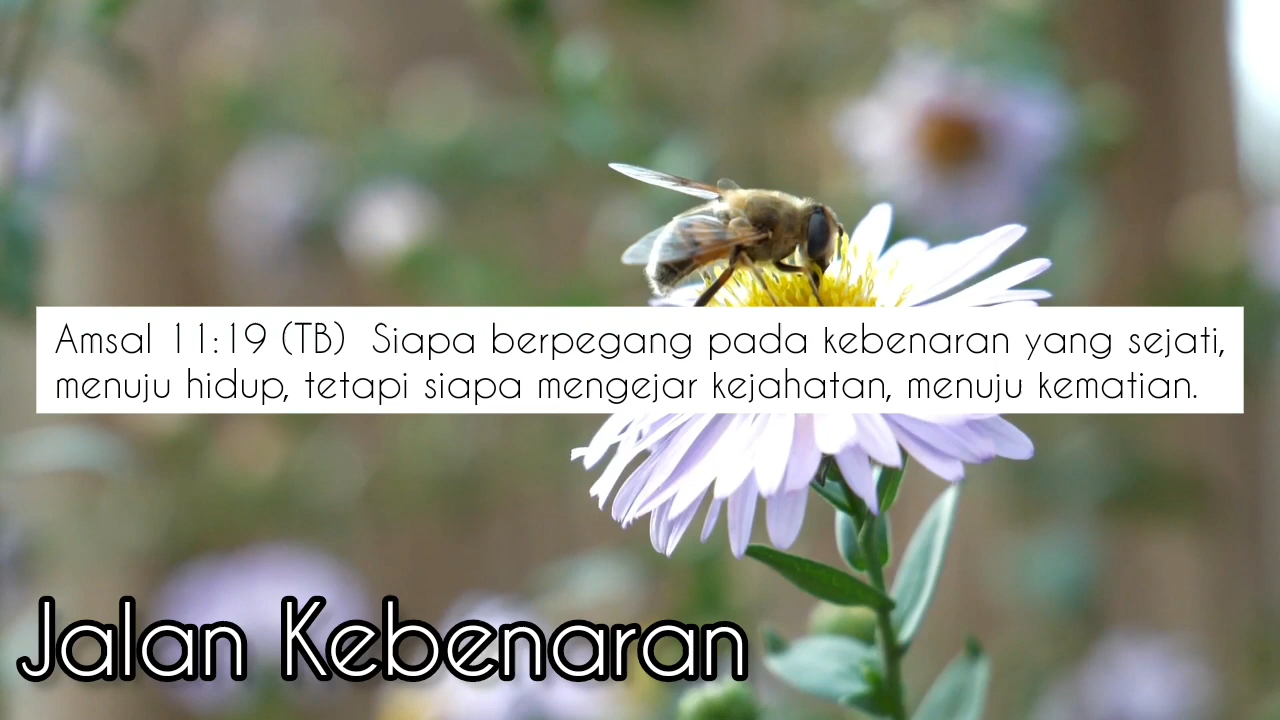 Amsal 11:19 (TB) Siapa berpegang pada kebenaran yang sejati,
menuju hidup, tetapi siapa mengejar kejahatan, menuju kematian.
Jalan Kebenaran